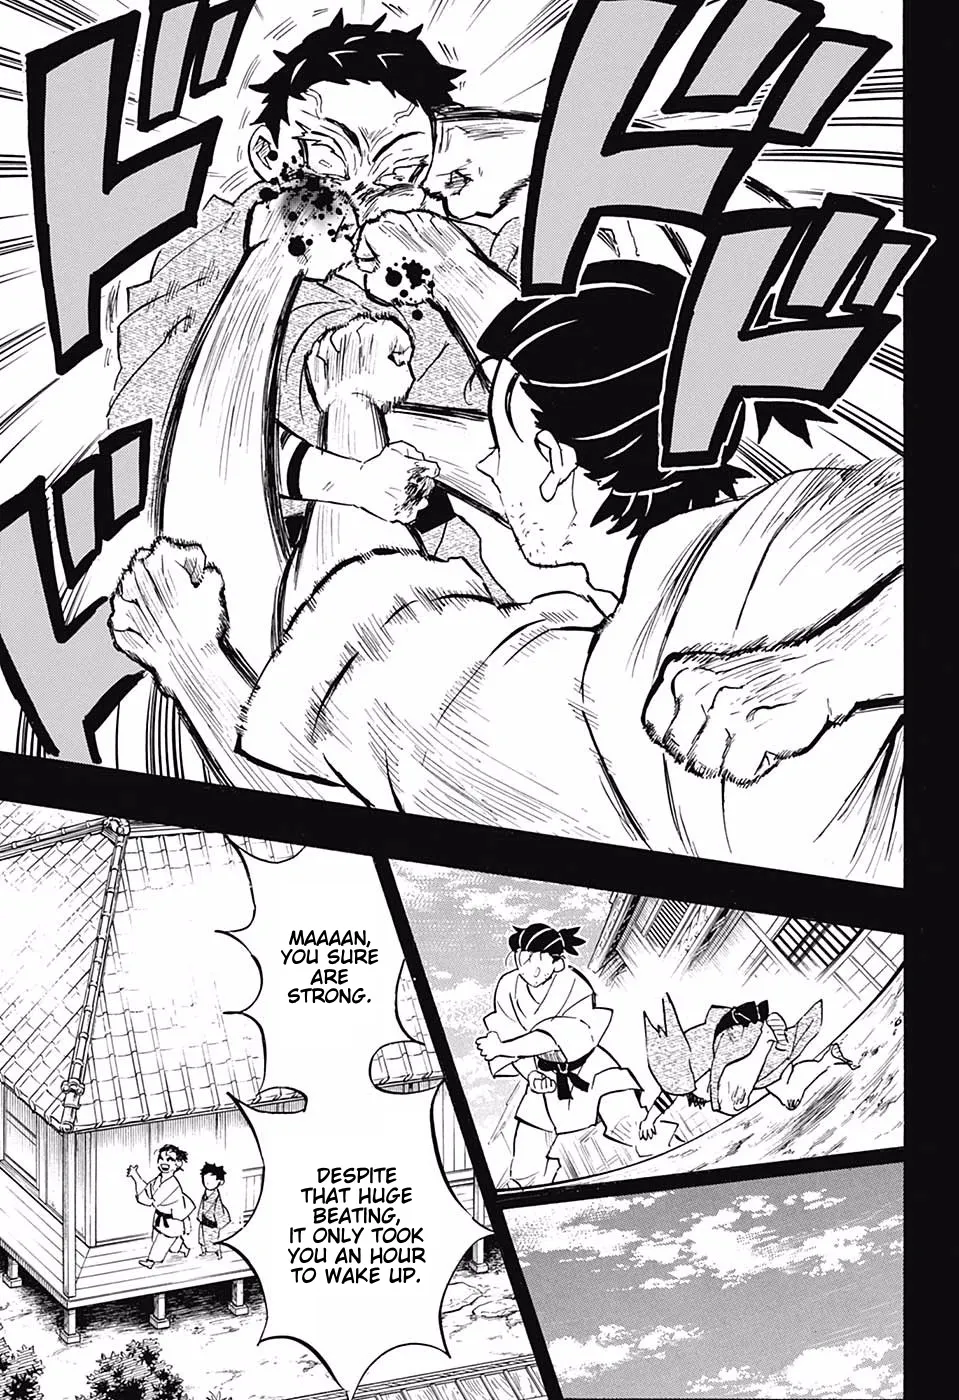 ド
ド
ド
ド
ド
MAAAAN,
YOU SURE
ARE
STRONG.
DESPITE
THAT HUGE
BEATING,
IT ONLY TOOK
YOU AN HOUR
TO WAKE UP.